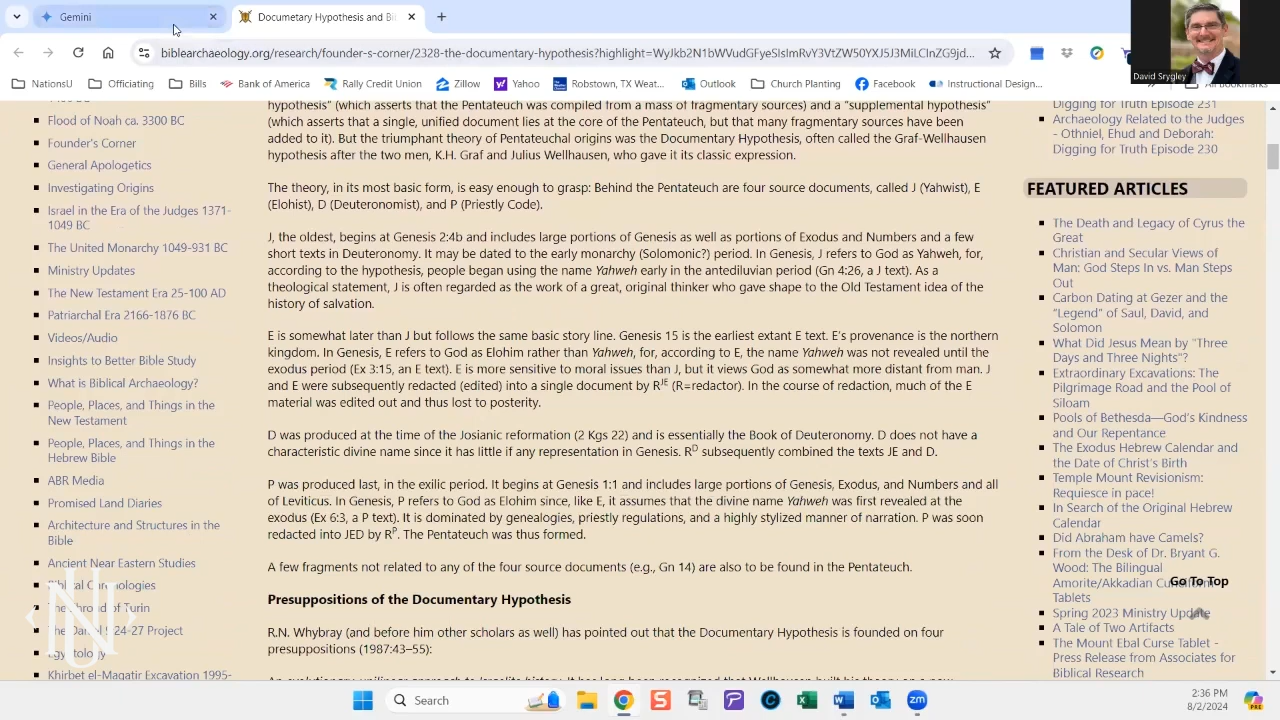 Gemini
Documetary Hypothesis and Bi
biblearchaeology.org/research/founder-s-corner/2328-the-documentary-hypothesis?highlight=WyJkb2N1bWVudGFyeSIsImRvY3VtZW50YXJ5J3MiLCInZG9jd...
David Srygley
NationsU
Officiating
Bills
Bank of America
Rally Credit Union
Zillow
Yahoo
Robstown, TX Weat...
Outlook
Church Planting
Facebook
Instructional Design...
All Bookmarks
Flood of Noah ca. 3300 BC
Founder's Corner
General Apologetics
Investigating Origins
Israel in the Era of the Judges 1371-
1049 BC
The United Monarchy 1049-931 BC
Ministry Updates
The New Testament Era 25-100 AD
Patriarchal Era 2166-1876 BC
Videos/Audio
Insights to Better Bible Study
What is Biblical Archaeology?
People, Places, and Things in the
New Testament
People, Places, and Things in the
Hebrew Bible
ABR Media
Promised Land Diaries
Architecture and Structures in the
Bible
Ancient Near Eastern Studies
Biblical Chronologies
The Shroud of Turin
The Daniel 9:24-27 Project
Egyptology
Khirbet el-Maqatir Excavation 1995-
hypothesis" (which asserts that the Pentateuch was compiled from a mass of fragmentary sources) and a "supplemental hypothesis"
(which asserts that a single, unified document lies at the core of the Pentateuch, but that many fragmentary sources have been
added to it). But the triumphant theory of Pentateuchal origins was the Documentary Hypothesis, often called the Graf-Wellhausen
hypothesis after the two men, K.H. Graf and Julius Wellhausen, who gave it its classic expression.
The theory, in its most basic form, is easy enough to grasp: Behind the Pentateuch are four source documents, called J (Yahwist), E
(Elohist), D (Deuteronomist), and P (Priestly Code).
J, the oldest, begins at Genesis 2:4b and includes large portions of Genesis as well as portions of Exodus and Numbers and a few
short texts in Deuteronomy. It may be dated to the early monarchy (Solomonic?) period. In Genesis, J refers to God as Yahweh, for,
according to the hypothesis, people began using the name Yahweh early in the antediluvian period (Gn 4:26, a J text). As a
theological statement, J is often regarded as the work of a great, original thinker who gave shape to the Old Testament idea of the
history of salvation.
E is somewhat later than J but follows the same basic story line. Genesis 15 is the earliest extant E text. E's provenance is the northern
kingdom. In Genesis, E refers to God as Elohim rather than Yahweh, for, according to E, the name Yahweh was not revealed until the
exodus period (Ex 3:15, an E text). E is more sensitive to moral issues than J, but it views God as somewhat more distant from man. J
and E were subsequently redacted (edited) into a single document by RJE (R=redactor). In the course of redaction, much of the E
material was edited out and thus lost to posterity.
D was produced at the time of the Josianic reformation (2 Kgs 22) and is essentially the Book of Deuteronomy. D does not have a
characteristic divine name since it has little if any representation in Genesis. RD subsequently combined the texts JE and D.
P was produced last, in the exilic period. It begins at Genesis 1:1 and includes large portions of Genesis, Exodus, and Numbers and all
of Leviticus. In Genesis, P refers to God as Elohim since, like E, it assumes that the divine name Yahweh was first revealed at the
exodus (Ex 6:3, a P text). It is dominated by genealogies, priestly regulations, and a highly stylized manner of narration. P was soon
redacted into JED by RP. The Pentateuch was thus formed.
A few fragments not related to any of the four source documents (e.g., Gn 14) are also to be found in the Pentateuch.
Presuppositions of the Documentary Hypothesis
R.N. Whybray (and before him other scholars as well) has pointed out that the Documentary Hypothesis is founded on four
presuppositions (1987:43–55):
Digging for Truth Episode 231
Archaeology Related to the Judges
- Othniel, Ehud and Deborah:
Digging for Truth Episode 230
FEATURED ARTICLES
The Death and Legacy of Cyrus the
Great
Christian and Secular Views of
Man: God Steps In vs. Man Steps
Out
Carbon Dating at Gezer and the
"Legend" of Saul, David, and
Solomon
What Did Jesus Mean by "Three
Days and Three Nights"?
Extraordinary Excavations: The
Pilgrimage Road and the Pool of
Siloam
Pools of Bethesda—God's Kindness
and Our Repentance
The Exodus Hebrew Calendar and
the Date of Christ's Birth
Temple Mount Revisionism:
Requiesce in pace!
In Search of the Original Hebrew
Calendar
Did Abraham have Camels?
From the Desk of Dr. Bryant G.
Wood: The Bilingual
Amorite/Akkadian Cuneiform
Tablets
Go To Top
Spring 2023 Ministry Update
A Tale of Two Artifacts
The Mount Ebal Curse Tablet -
Press Release from Associates for
Biblical Research
Search
2:36 PM
8/2/2024